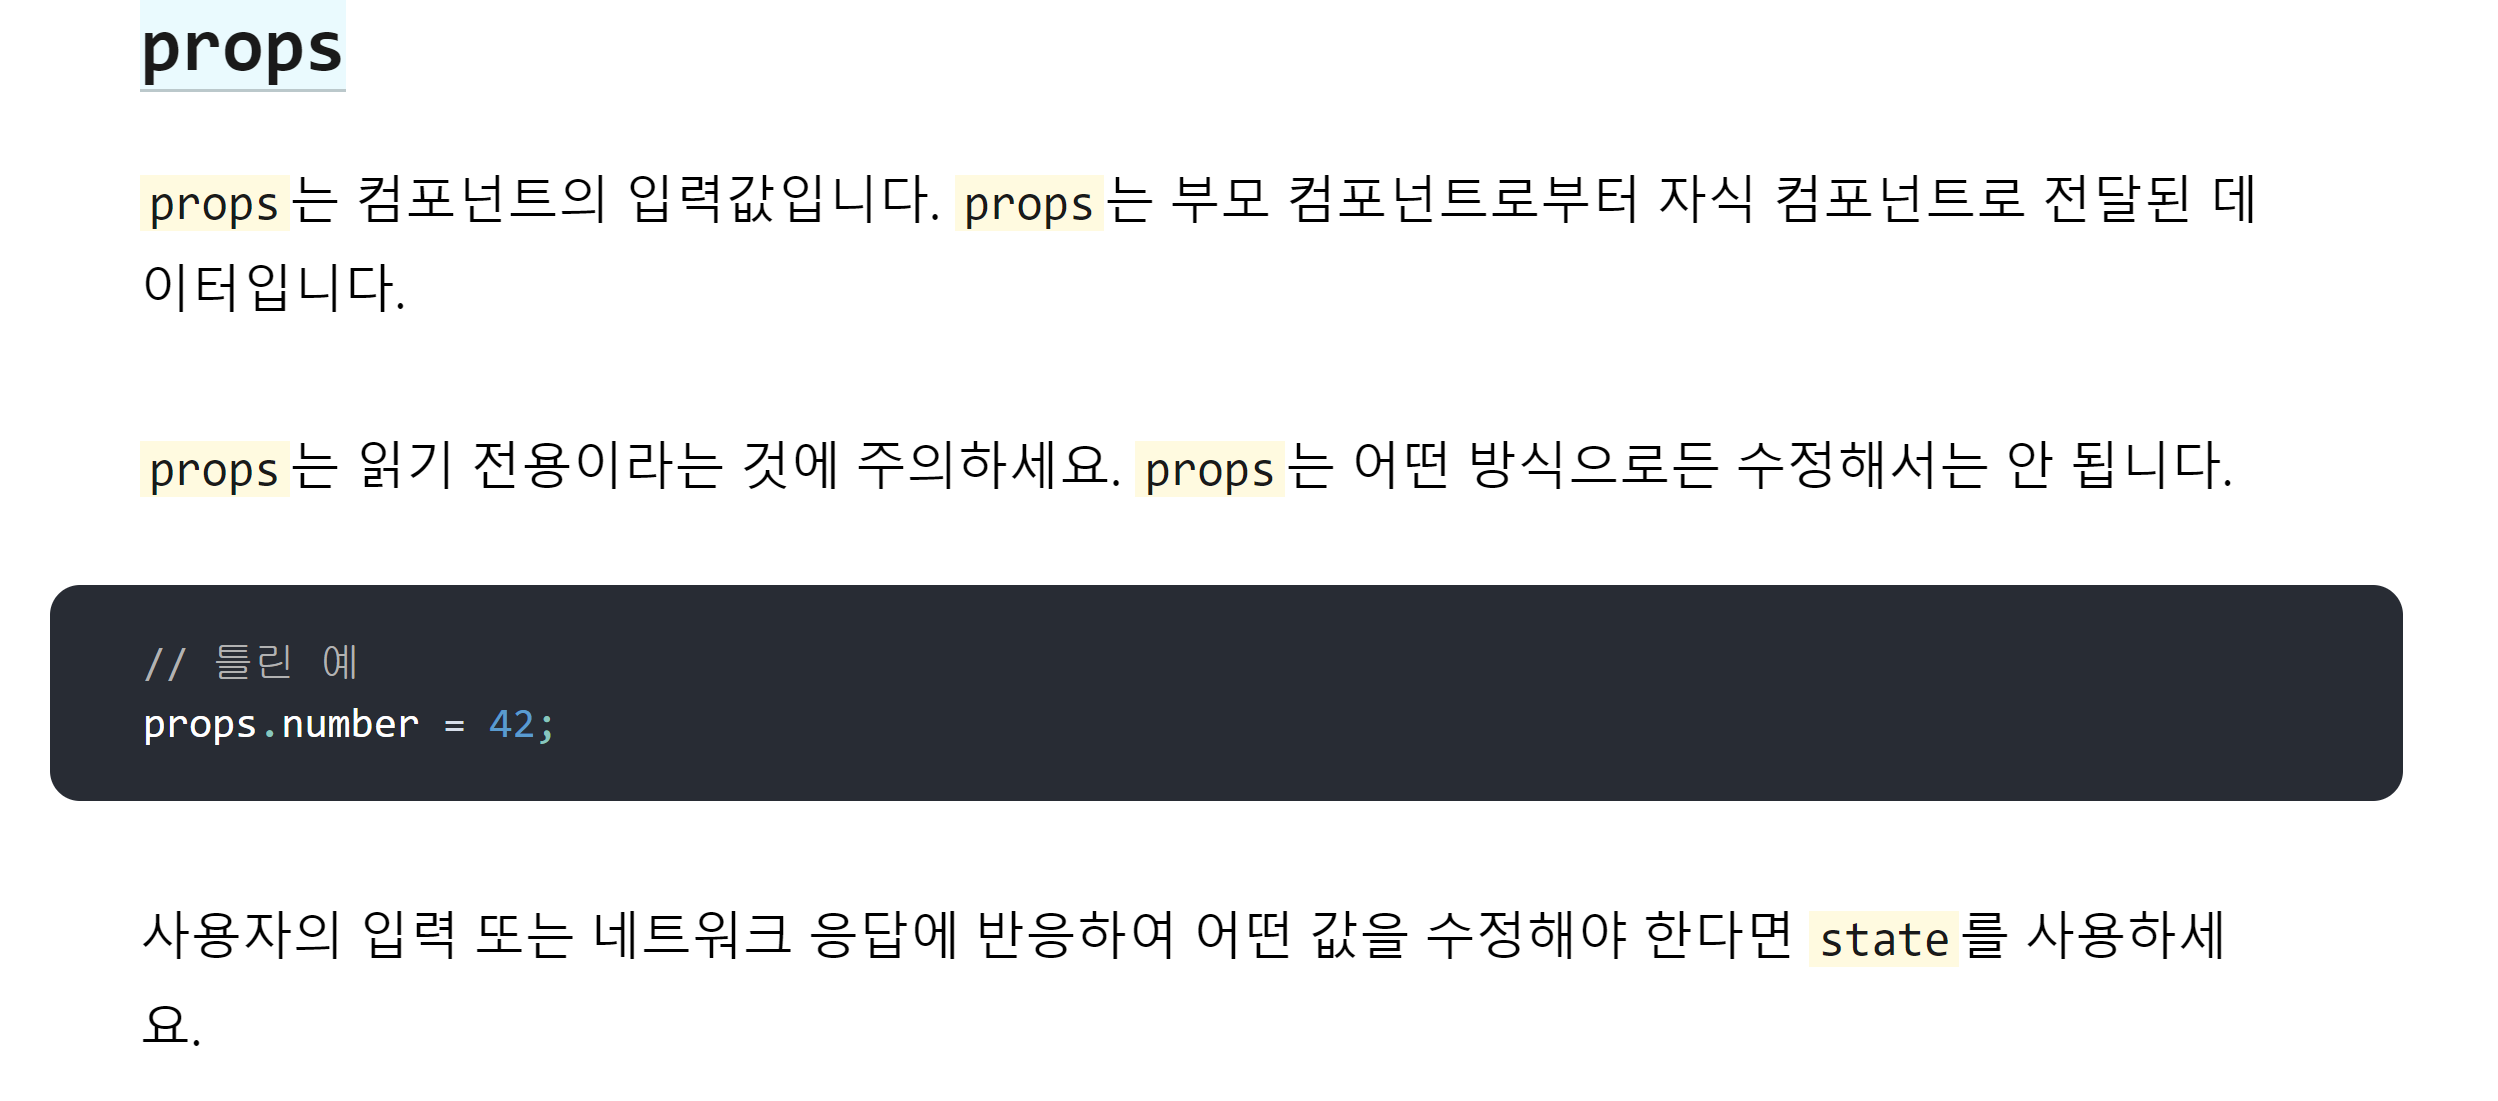 props
props는 컴포넌트의 입력값입니다. props는 부모 컴포넌트로부터 자식 컴포넌트로 전달된 데
이터입니다.
props는 읽기 전용이라는 것에 주의하세요. props는 어떤 방식으로든 수정해서는 안 됩니다.
// 틀린 예
props.number = 42;
사용자의 입력 또는 네트워크 응답에 반응하여 어떤 값을 수정해야 한다면 state를 사용하세
요.